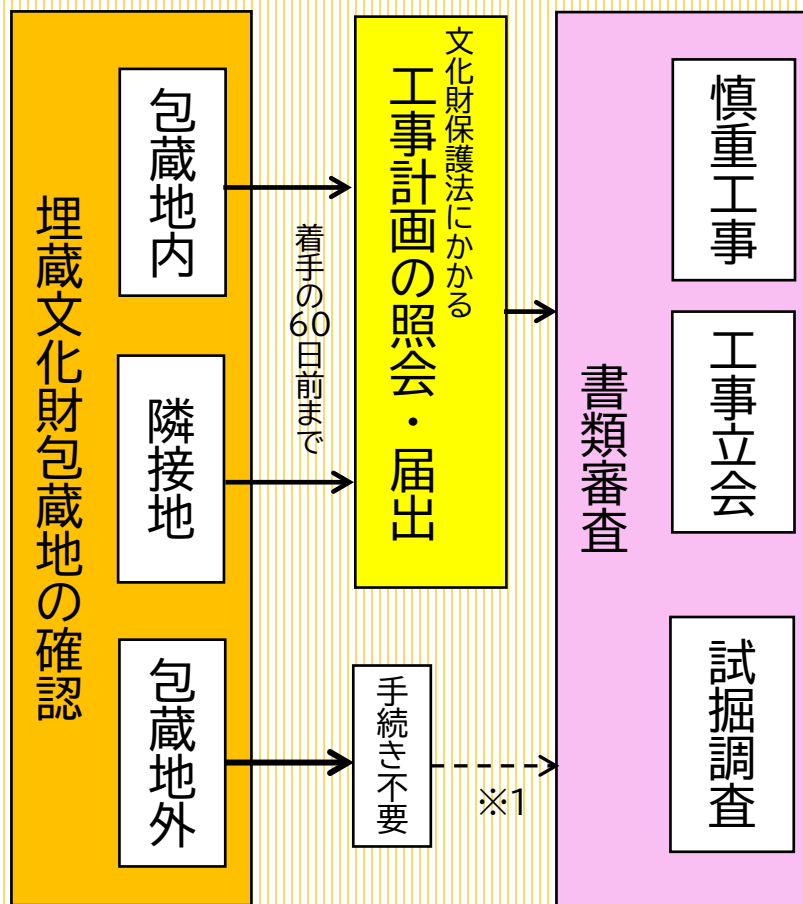 埋蔵文化財包蔵地の確認
包蔵地内
隣接地
包蔵地外
着手の60日前まで
文化財保護法にかかる
工事計画の照会・届出
手続き不要
※1
書類審査
慎重工事
工事立会
試掘調査